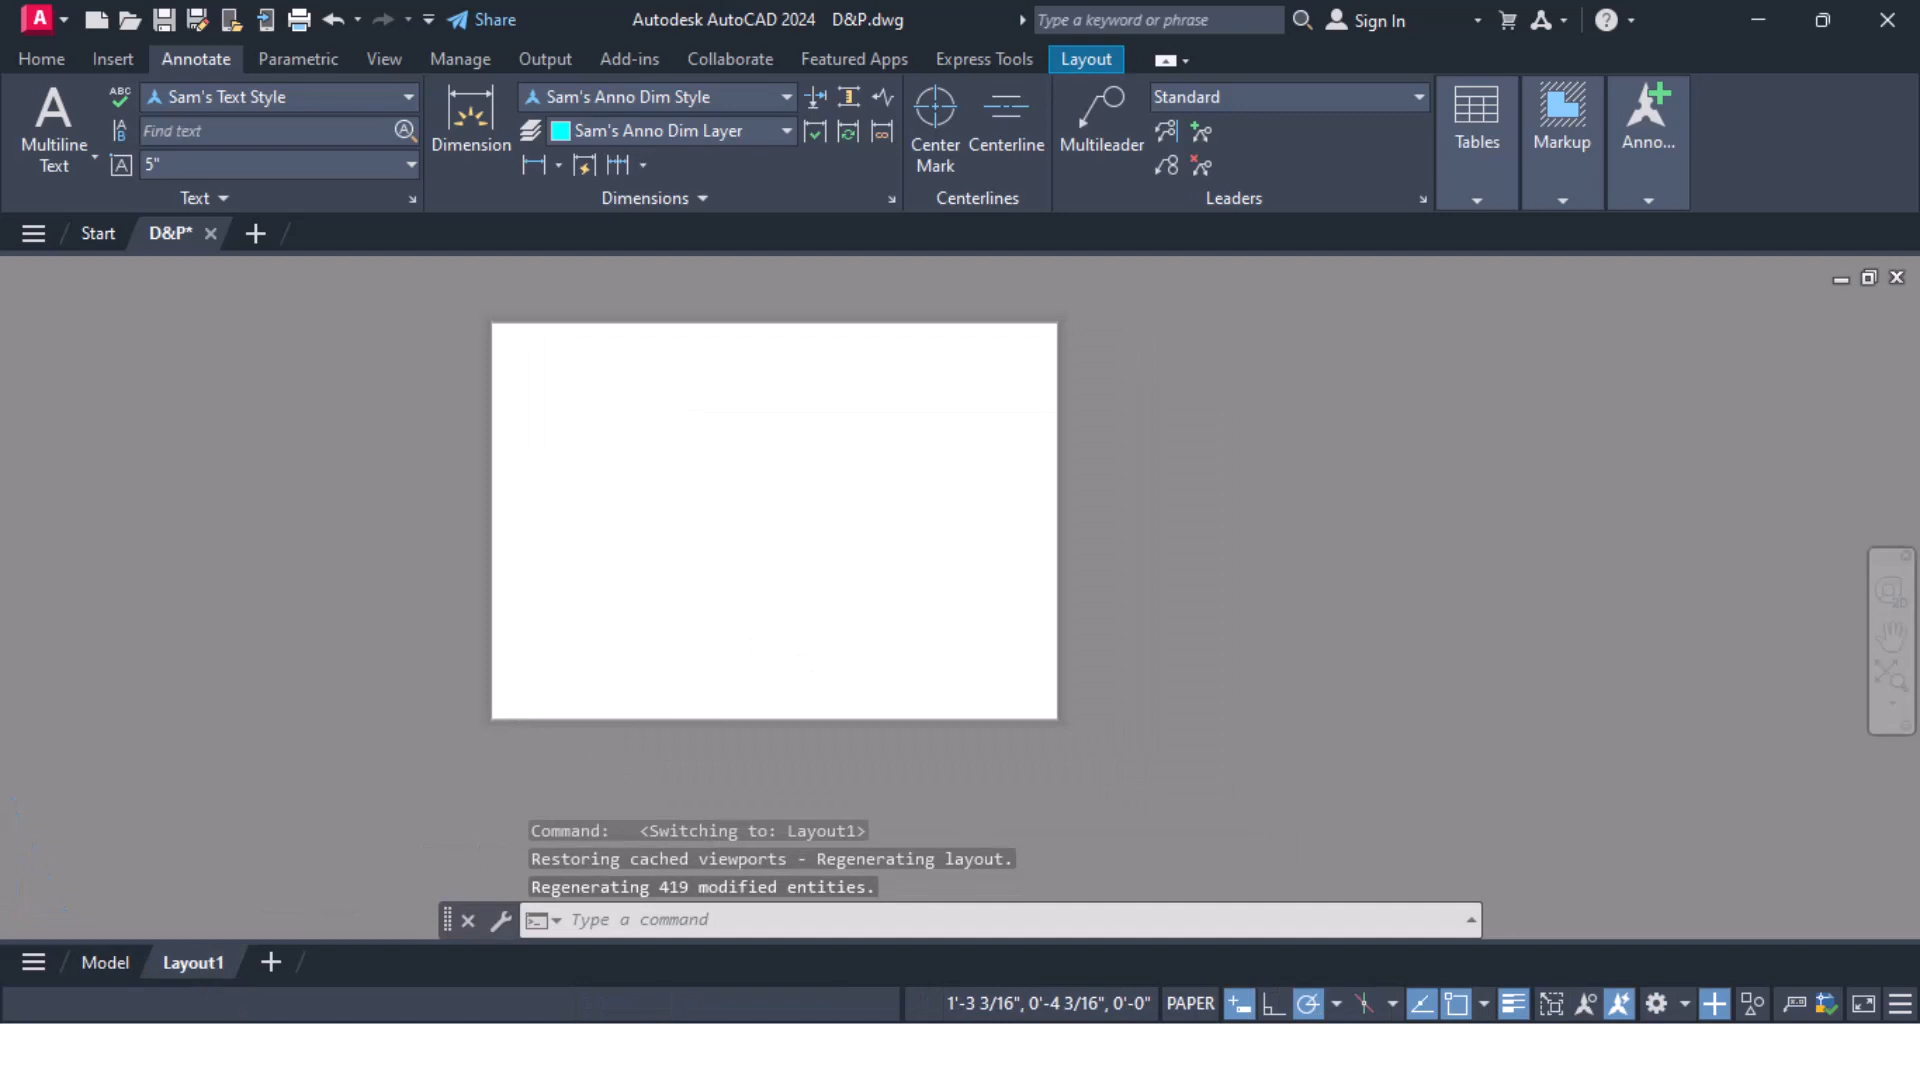 A Share Autodesk AutoCAD 2024 D&P.dwg Type a keyword or phrase Sign In
Home Insert Annotate Parametric View Manage Output Add-ins Collaborate Featured Apps Express Tools Layout
A Multiline Text
ABC Sam's Text Style
Find text
5"
Text
Dimension
Sam's Anno Dim Style
Sam's Anno Dim Layer
Dimensions
Center Mark
Centerline
Centerlines
Multileader
Standard
Leaders
Tables
Markup
Anno...
Start D&P*
2D
Command: <Switching to: Layout1>
Restoring cached viewports - Regenerating layout.
Regenerating 419 modified entities.
Type a command
Model Layout1
1'-3 3/16", 0'-4 3/16", 0'-0" PAPER